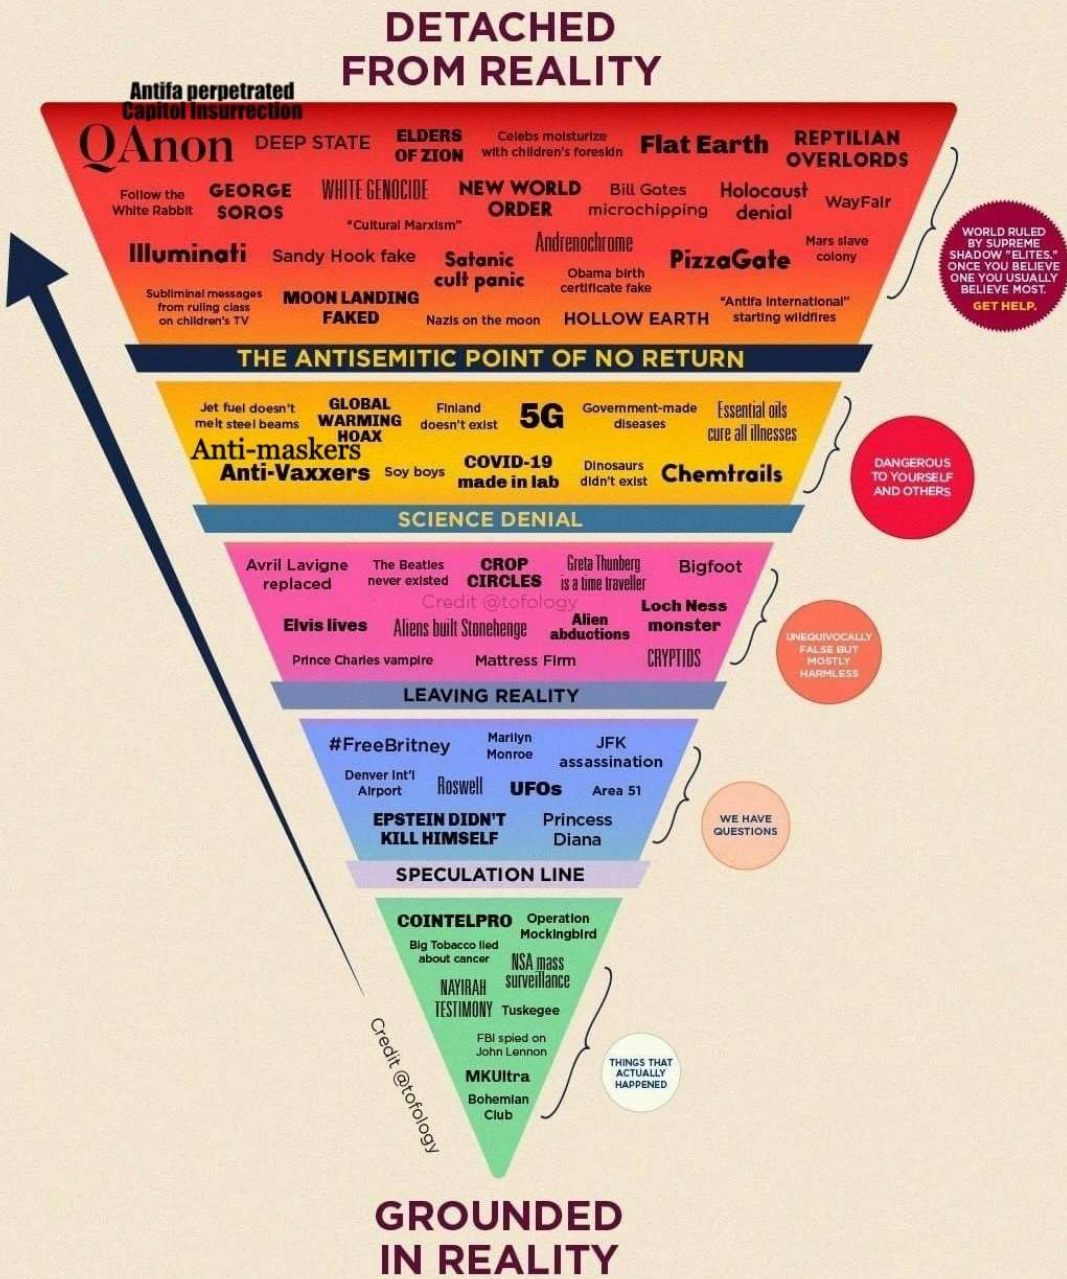 DETACHED
FROM REALITY
Antifa perpetrated
Capitol Insurrection
QAnon
DEEP STATE
ELDERS
OF ZION
Celebs moisturize
with children's foreskin
Flat Earth
REPTILIAN
OVERLORDS
Follow the
White Rabbit
GEORGE
SOROS
WHITE GENOCIDE
NEW WORLD
ORDER
Bill Gates
microchipping
Holocaust
denial
WayFair
"Cultural Marxism"
Illuminati
Sandy Hook fake
Satanic
cult panic
Andrenochrome
Obama birth
certificate fake
PizzaGate
Mars slave
colony
Subliminal messages
from ruling class
on children's TV
MOON LANDING
FAKED
Nazis on the moon
HOLLOW EARTH
"Antifa International"
starting wildfires
WORLD RULED
BY SUPREME
SHADOW "ELITES."
ONCE YOU BELIEVE
ONE YOU USUALLY
BELIEVE MOST.
GET HELP.
THE ANTISEMITIC POINT OF NO RETURN
Jet fuel doesn't
melt steel beams
GLOBAL
WARMING
HOAX
Finland
doesn't exist
5G
Government-made
diseases
Essential oils
cure all illnesses
Anti-maskers
Anti-Vaxxers
Soy boys
COVID-19
made in lab
Dinosaurs
didn't exist
Chemtrails
DANGEROUS
TO YOURSELF
AND OTHERS
SCIENCE DENIAL
Avril Lavigne
replaced
The Beatles
never existed
CROP
CIRCLES
Greta Thunberg
is a time traveller
Bigfoot
Credit @tofology
Elvis lives
Aliens built Stonehenge
Alien
abductions
Loch Ness
monster
Prince Charles vampire
Mattress Firm
CRYPTIDS
UNEQUIVOCALLY
FALSE BUT
MOSTLY
HARMLESS
LEAVING REALITY
#FreeBritney
Marilyn
Monroe
JFK
assassination
Denver Int'l
Airport
Roswell
UFOs
Area 51
EPSTEIN DIDN'T
KILL HIMSELF
Princess
Diana
WE HAVE
QUESTIONS
SPECULATION LINE
COINTELPRO
Operation
Mockingbird
Big Tobacco lied
about cancer
NSA mass
surveillance
NAYIRAH
TESTIMONY
Tuskegee
FBI spied on
John Lennon
MKUltra
Bohemian
Club
THINGS THAT
ACTUALLY
HAPPENED
Credit @tofology
GROUNDED
IN REALITY